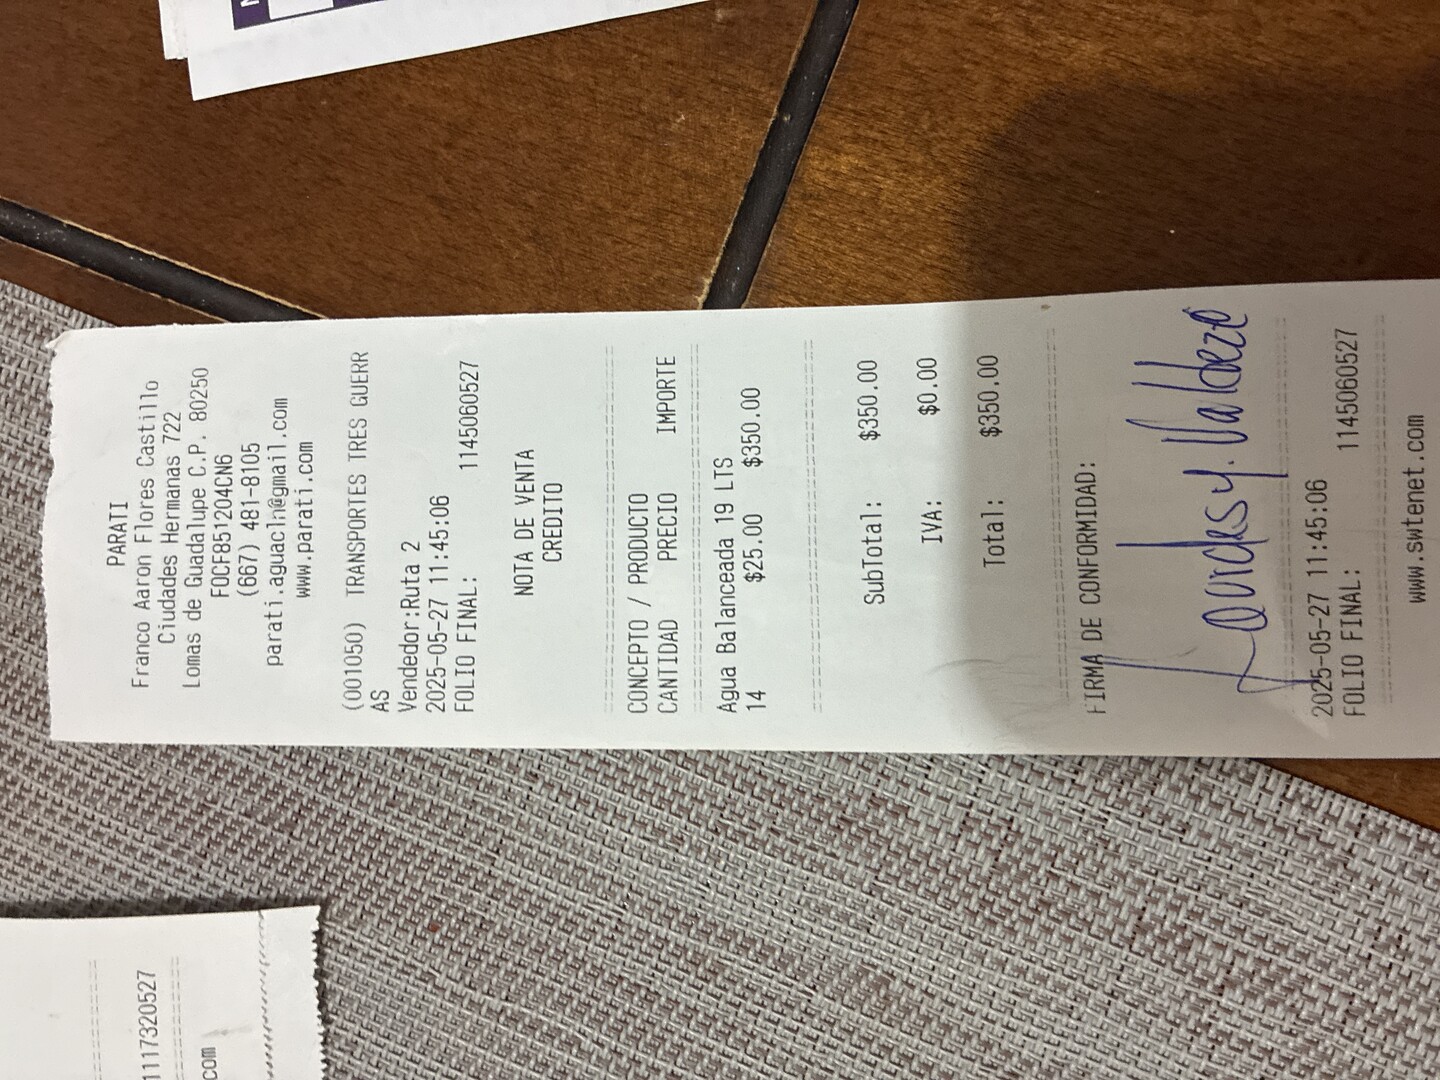 PARATI
Franco Aaron Flores Castillo
Ciudades Hermanas 722
Lomas de Guadalupe C.P. 80250
FOCF851204CN6
(667) 481-8105
parati.aguacln@gmail.com
www.parati.com
(001050) TRANSPORTES TRES GUERR
AS
Vendedor:Ruta 2
2025-05-27 11:45:06
FOLIO FINAL: 1145060527
NOTA DE VENTA
CREDITO
CONCEPTO / PRODUCTO
CANTIDAD PRECIO IMPORTE
Agua Balanceada 19 LTS
14 $25.00 $350.00
SubTotal: $350.00
IVA: $0.00
Total: $350.00
FIRMA DE CONFORMIDAD:
Lourdes y. Valdez
2025-05-27 11:45:06
FOLIO FINAL: 1145060527
www.swtenet.com
1117320527
com